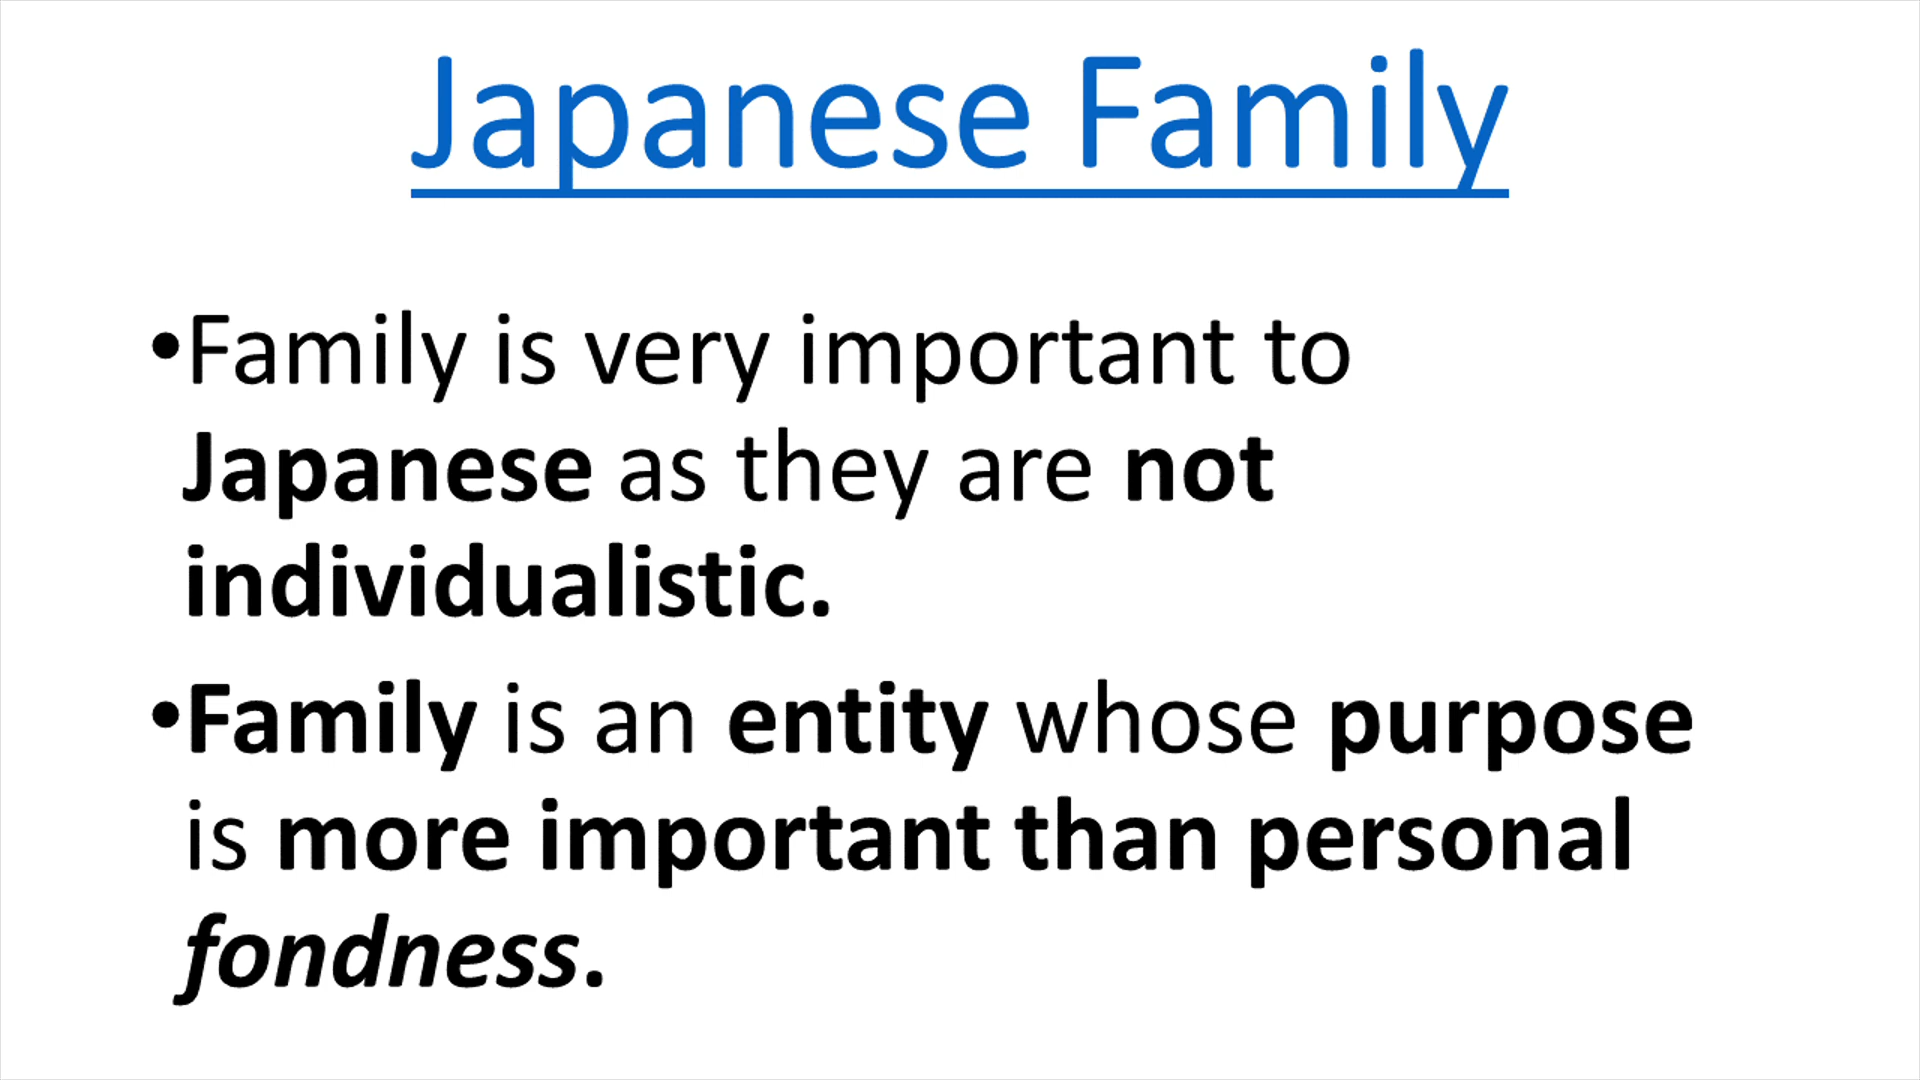 Japanese Family
•Family is very important to
Japanese as they are not
individualistic.
•Family is an entity whose purpose
is more important than personal
fondness.